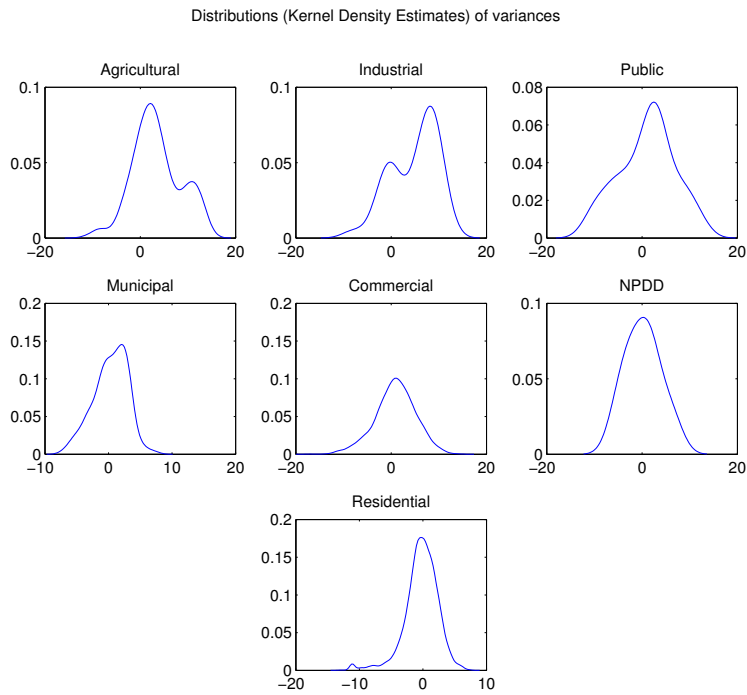 Distributions (Kernel Density Estimates) of variances
Agricultural
0.1
0.05
0
−20 0 20
Industrial
0.1
0.05
0
−20 0 20
Public
0.08
0.06
0.04
0.02
0
−20 0 20
Municipal
0.2
0.15
0.1
0.05
0
−10 0 10 20
Commercial
0.2
0.15
0.1
0.05
0
−20 0 20
NPDD
0.1
0.05
0
−20 0 20
Residential
0.2
0.15
0.1
0.05
0
−20 −10 0 10